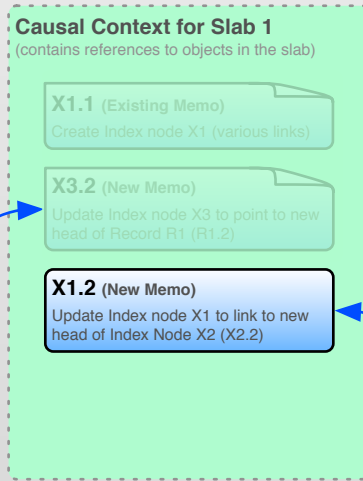 Causal Context for Slab 1
(contains references to objects in the slab)
X1.1 (Existing Memo)
Create Index node X1 (various links)
X3.2 (New Memo)
Update Index node X3 to point to new
head of Record R1 (R1.2)
X1.2 (New Memo)
Update Index node X1 to link to new
head of Index Node X2 (X2.2)